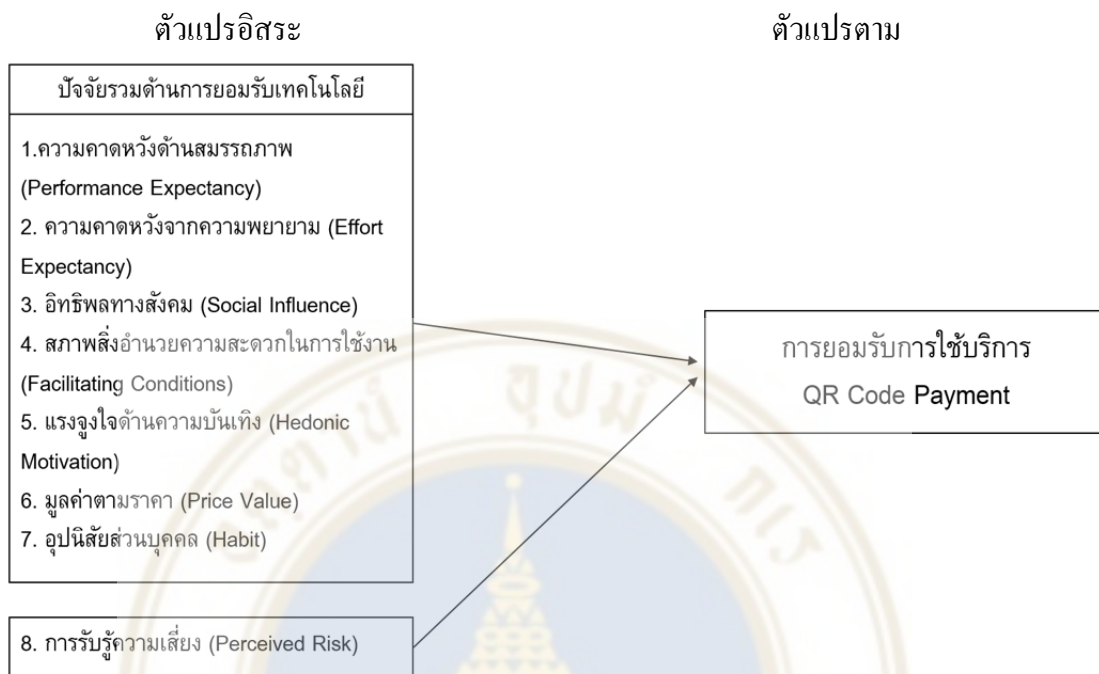 ตัวแปรอิสระ
ตัวแปรตาม
ปัจจัยรวมด้านการยอมรับเทคโนโลยี
1.ความคาดหวังด้านสมรรถภาพ
(Performance Expectancy)
2. ความคาดหวังจากความพยายาม (Effort
Expectancy)
3. อิทธิพลทางสังคม (Social Influence)
4. สภาพสิ่งอำนวยความสะดวกในการใช้งาน
(Facilitating Conditions)
5. แรงจูงใจด้านความบันเทิง (Hedonic
Motivation)
6. มูลค่าตามราคา (Price Value)
7. อุปนิสัยส่วนบุคคล (Habit)
8. การรับรู้ความเสี่ยง (Perceived Risk)
การยอมรับการใช้บริการ
QR Code Payment
อตฺตานํ อุปมํ กเร